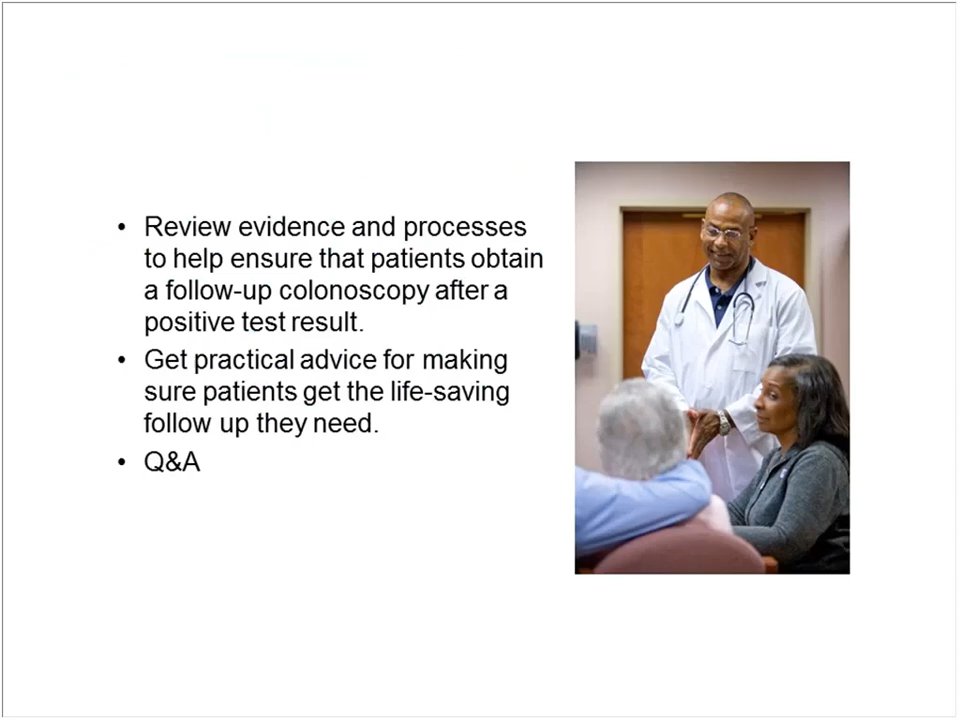 • Review evidence and processes
to help ensure that patients obtain
a follow-up colonoscopy after a
positive test result.
• Get practical advice for making
sure patients get the life-saving
follow up they need.
• Q&A